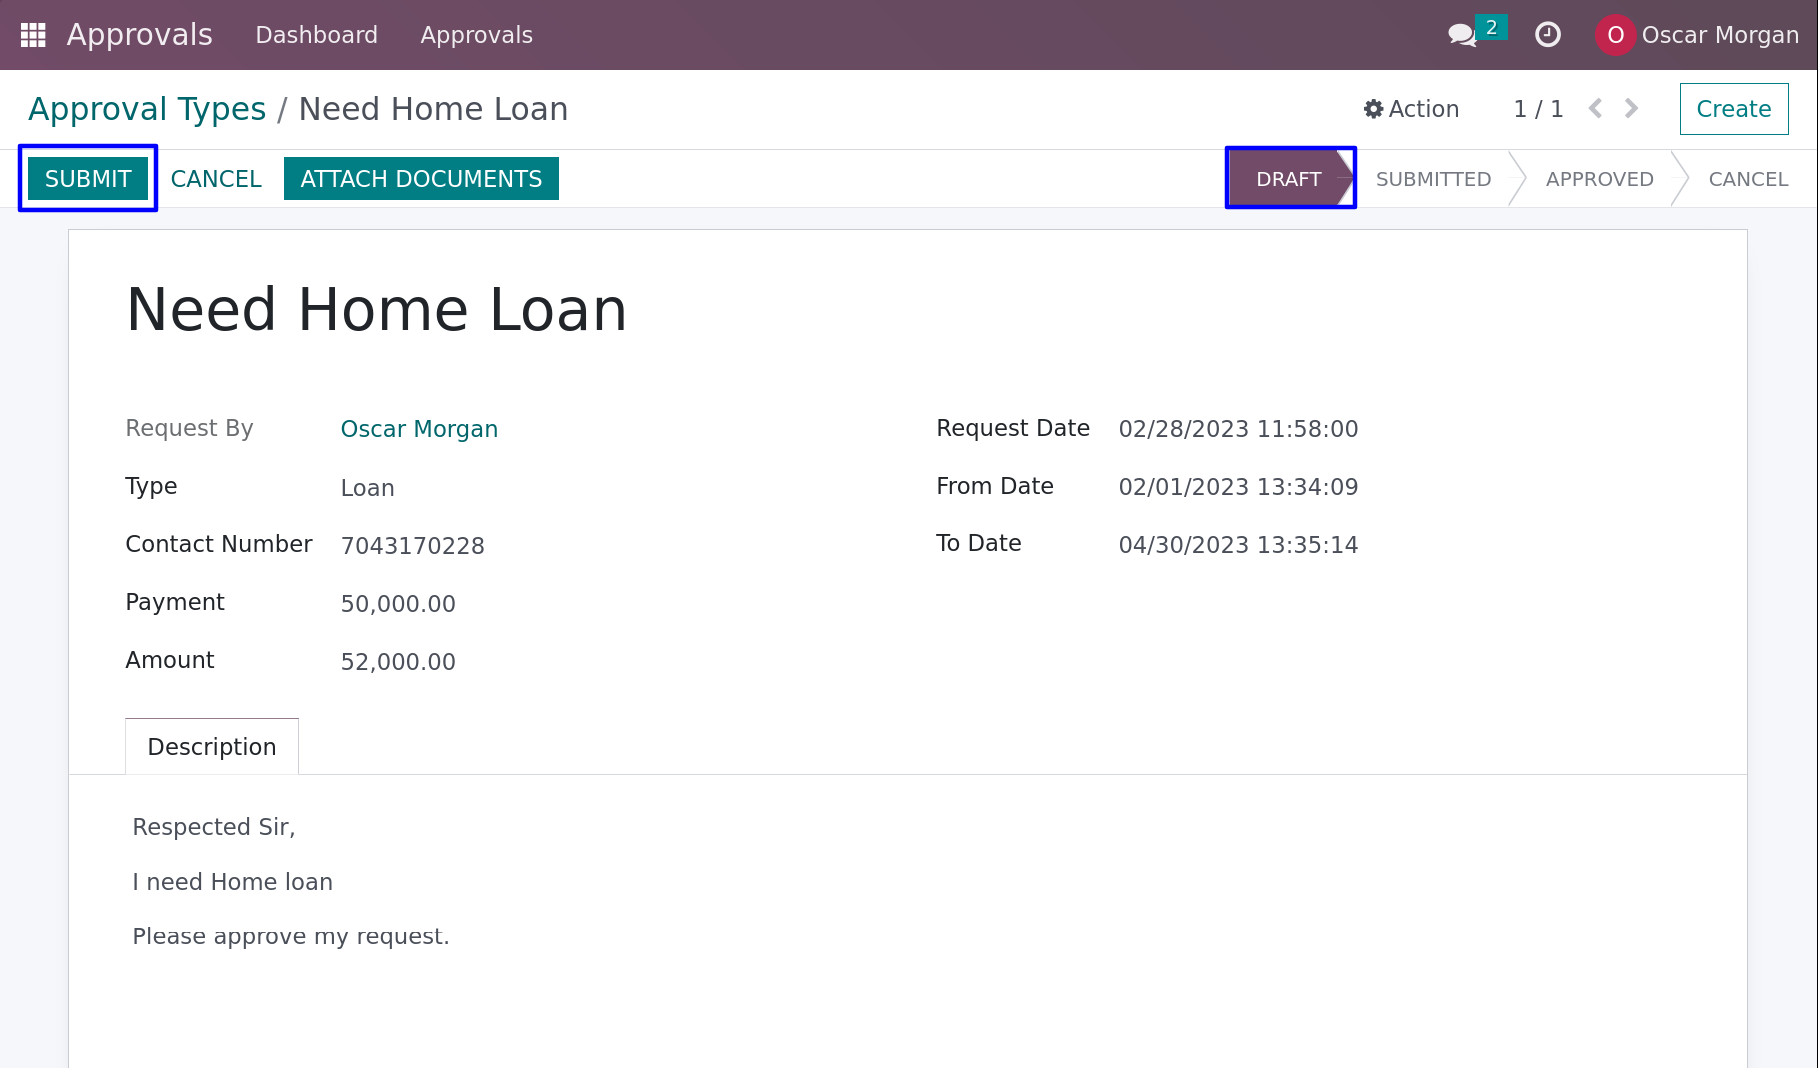 Approvals Dashboard Approvals 2 O Oscar Morgan
Approval Types / Need Home Loan Action 1 / 1 Create
SUBMIT CANCEL ATTACH DOCUMENTS DRAFT SUBMITTED APPROVED CANCEL
Need Home Loan
Request By Oscar Morgan Request Date 02/28/2023 11:58:00
Type Loan From Date 02/01/2023 13:34:09
Contact Number 7043170228 To Date 04/30/2023 13:35:14
Payment 50,000.00
Amount 52,000.00
Description
Respected Sir,
I need Home loan
Please approve my request.